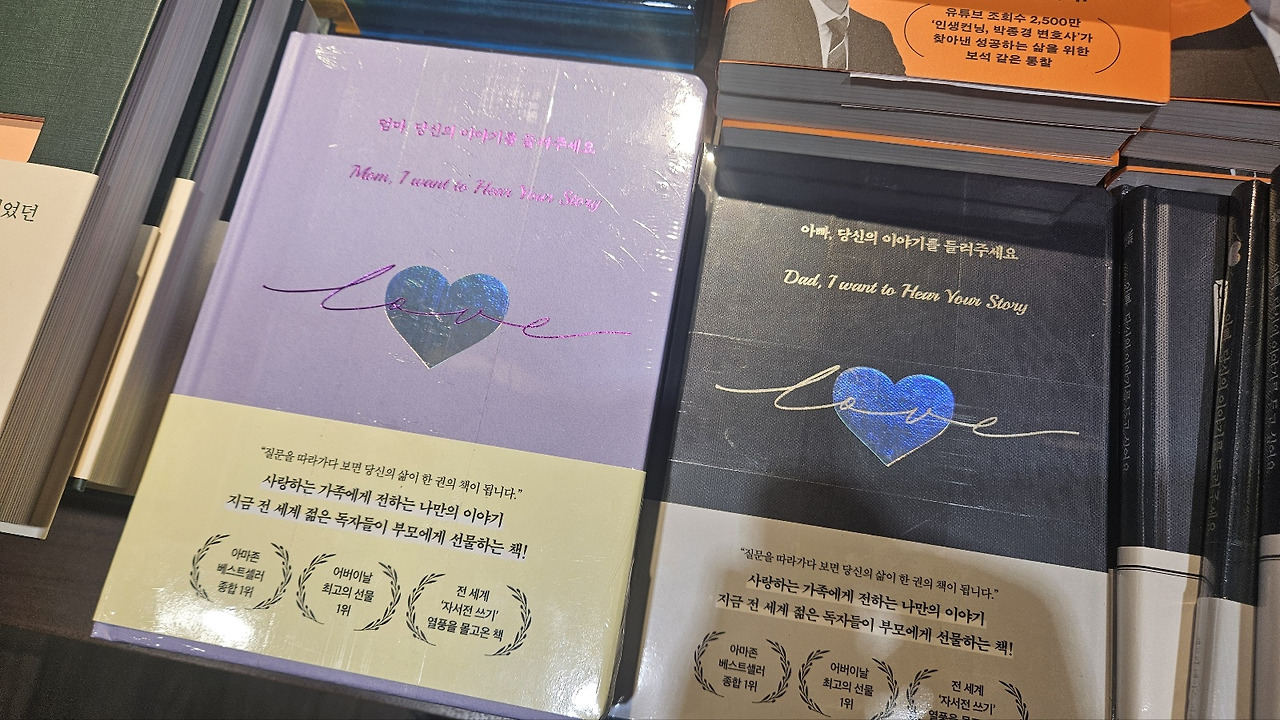 유튜브 조회수 2,500만
'인생컨닝, 박종경 변호사'가
찾아낸 성공하는 삶을 위한
보석 같은 통찰
었던
엄마, 당신의 이야기를 들려주세요
Mom, I want to Hear Your Story
love
"질문을 따라가다 보면 당신의 삶이 한 권의 책이 됩니다."
사랑하는 가족에게 전하는 나만의 이야기
지금 전 세계 젊은 독자들이 부모에게 선물하는 책!
아마존
베스트셀러
종합 1위
어버이날
최고의 선물
1위
전 세계
'자서전 쓰기'
열풍을 몰고온 책
아빠, 당신의 이야기를 들려주세요
Dad, I want to Hear Your Story
love
"질문을 따라가다 보면 당신의 삶이 한 권의 책이 됩니다."
사랑하는 가족에게 전하는 나만의 이야기
지금 전 세계 젊은 독자들이 부모에게 선물하는 책!
아마존
베스트셀러
종합 1위
어버이날
최고의 선물
1위
전 세계
'자서전 쓰기'
열풍을 몰고온 책